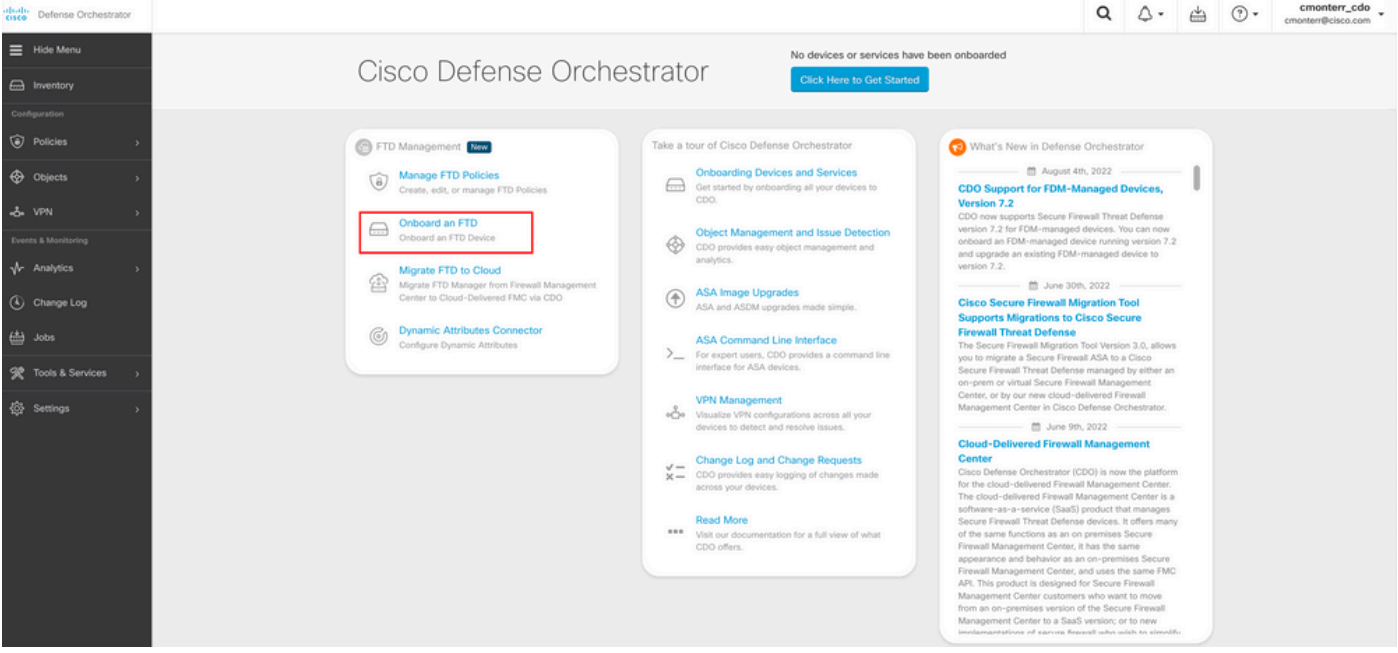 cisco
Defense Orchestrator
cmonterr_cdo
cmonterr@cisco.com
Hide Menu
Inventory
Configuration
Policies
Objects
VPN
Events & Monitoring
Analytics
Change Log
Jobs
Tools & Services
Settings
Cisco Defense Orchestrator
No devices or services have been onboarded
Click Here to Get Started
FTD Management New
Manage FTD Policies
Create, edit, or manage FTD Policies
Onboard an FTD
Onboard an FTD Device
Migrate FTD to Cloud
Migrate FTD Manager from Firewall Management
Center to Cloud-Delivered FMC via CDO
Dynamic Attributes Connector
Configure Dynamic Attributes
Take a tour of Cisco Defense Orchestrator
Onboarding Devices and Services
Get started by onboarding all your devices to
CDO.
Object Management and Issue Detection
CDO provides easy object management and
analytics.
ASA Image Upgrades
ASA and ASDM upgrades made simple.
ASA Command Line Interface
For expert users, CDO provides a command line
interface for ASA devices.
VPN Management
Visualize VPN configurations across all your
devices to detect and resolve issues.
Change Log and Change Requests
CDO provides easy logging of changes made
across your devices.
Read More
Visit our documentation for a full view of what
CDO offers.
What's New in Defense Orchestrator
August 4th, 2022
CDO Support for FDM-Managed Devices,
Version 7.2
CDO now supports Secure Firewall Threat Defense
version 7.2 for FDM-managed devices. You can now
onboard an FDM-managed device running version 7.2
and upgrade an existing FDM-managed device to
version 7.2.
June 30th, 2022
Cisco Secure Firewall Migration Tool
Supports Migrations to Cisco Secure
Firewall Threat Defense
The Secure Firewall Migration Tool Version 3.0, allows
you to migrate a Secure Firewall ASA to a Cisco
Secure Firewall Threat Defense managed by either an
on-prem or virtual Secure Firewall Management
Center, or by our new cloud-delivered Firewall
Management Center in Cisco Defense Orchestrator.
June 9th, 2022
Cloud-Delivered Firewall Management
Center
Cisco Defense Orchestrator (CDO) is now the platform
for the cloud-delivered Firewall Management Center.
The cloud-delivered Firewall Management Center is a
software-as-a-service (SaaS) product that manages
Secure Firewall Threat Defense devices. It offers many
of the same functions as an on premises Secure
Firewall Management Center, it has the same
appearance and behavior as an on-premises Secure
Firewall Management Center, and uses the same FMC
API. This product is designed for Secure Firewall
Management Center customers who want to move
from an on-premises version of the Secure Firewall
Management Center to a SaaS version; or to new
implementations of secure firewall who wish to simplify